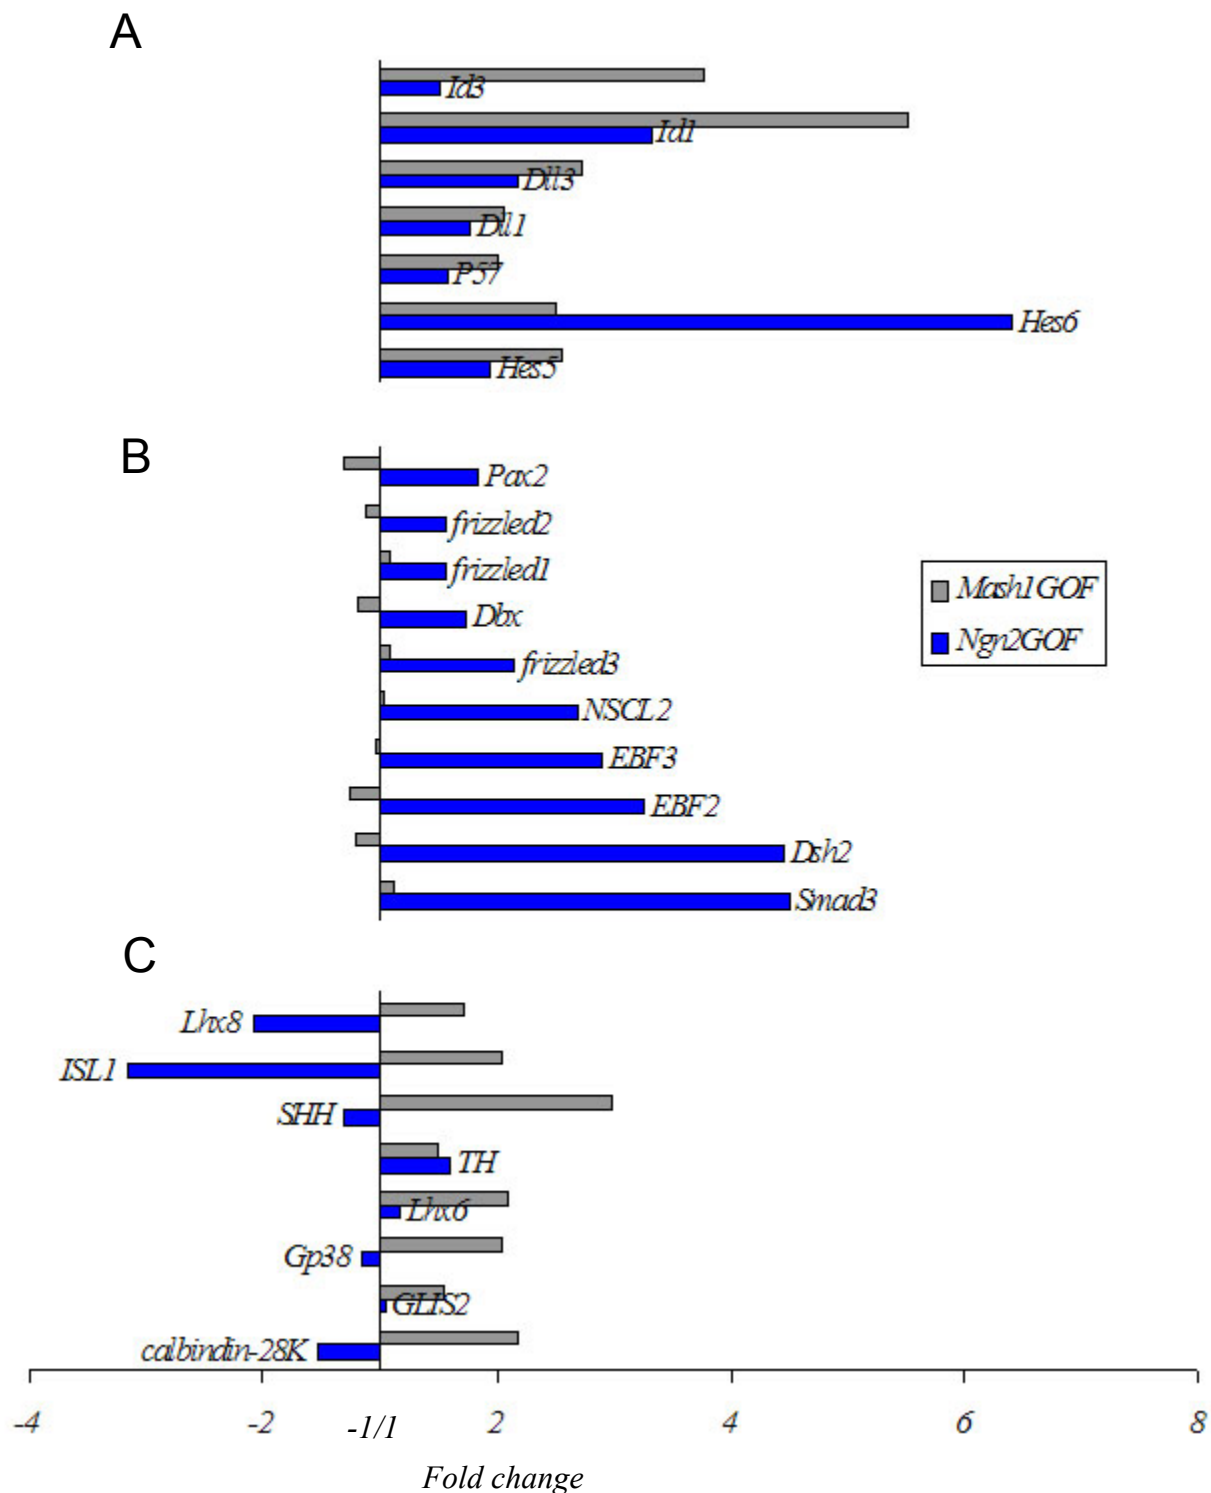 A
Id3
Id1
Dll3
Dll1
P57
Hes6
Hes5
B
Pax2
frizzled2
frizzled1
Dbx
frizzled3
NSCL2
EBF3
EBF2
Dsh2
Smad3
Mash1GOF
Ngn2GOF
C
Lhx8
ISL1
SHH
TH
Lhx6
Gp38
GLIS2
calbindin-28K
-4 -2 -1/1 2 4 6 8
Fold change